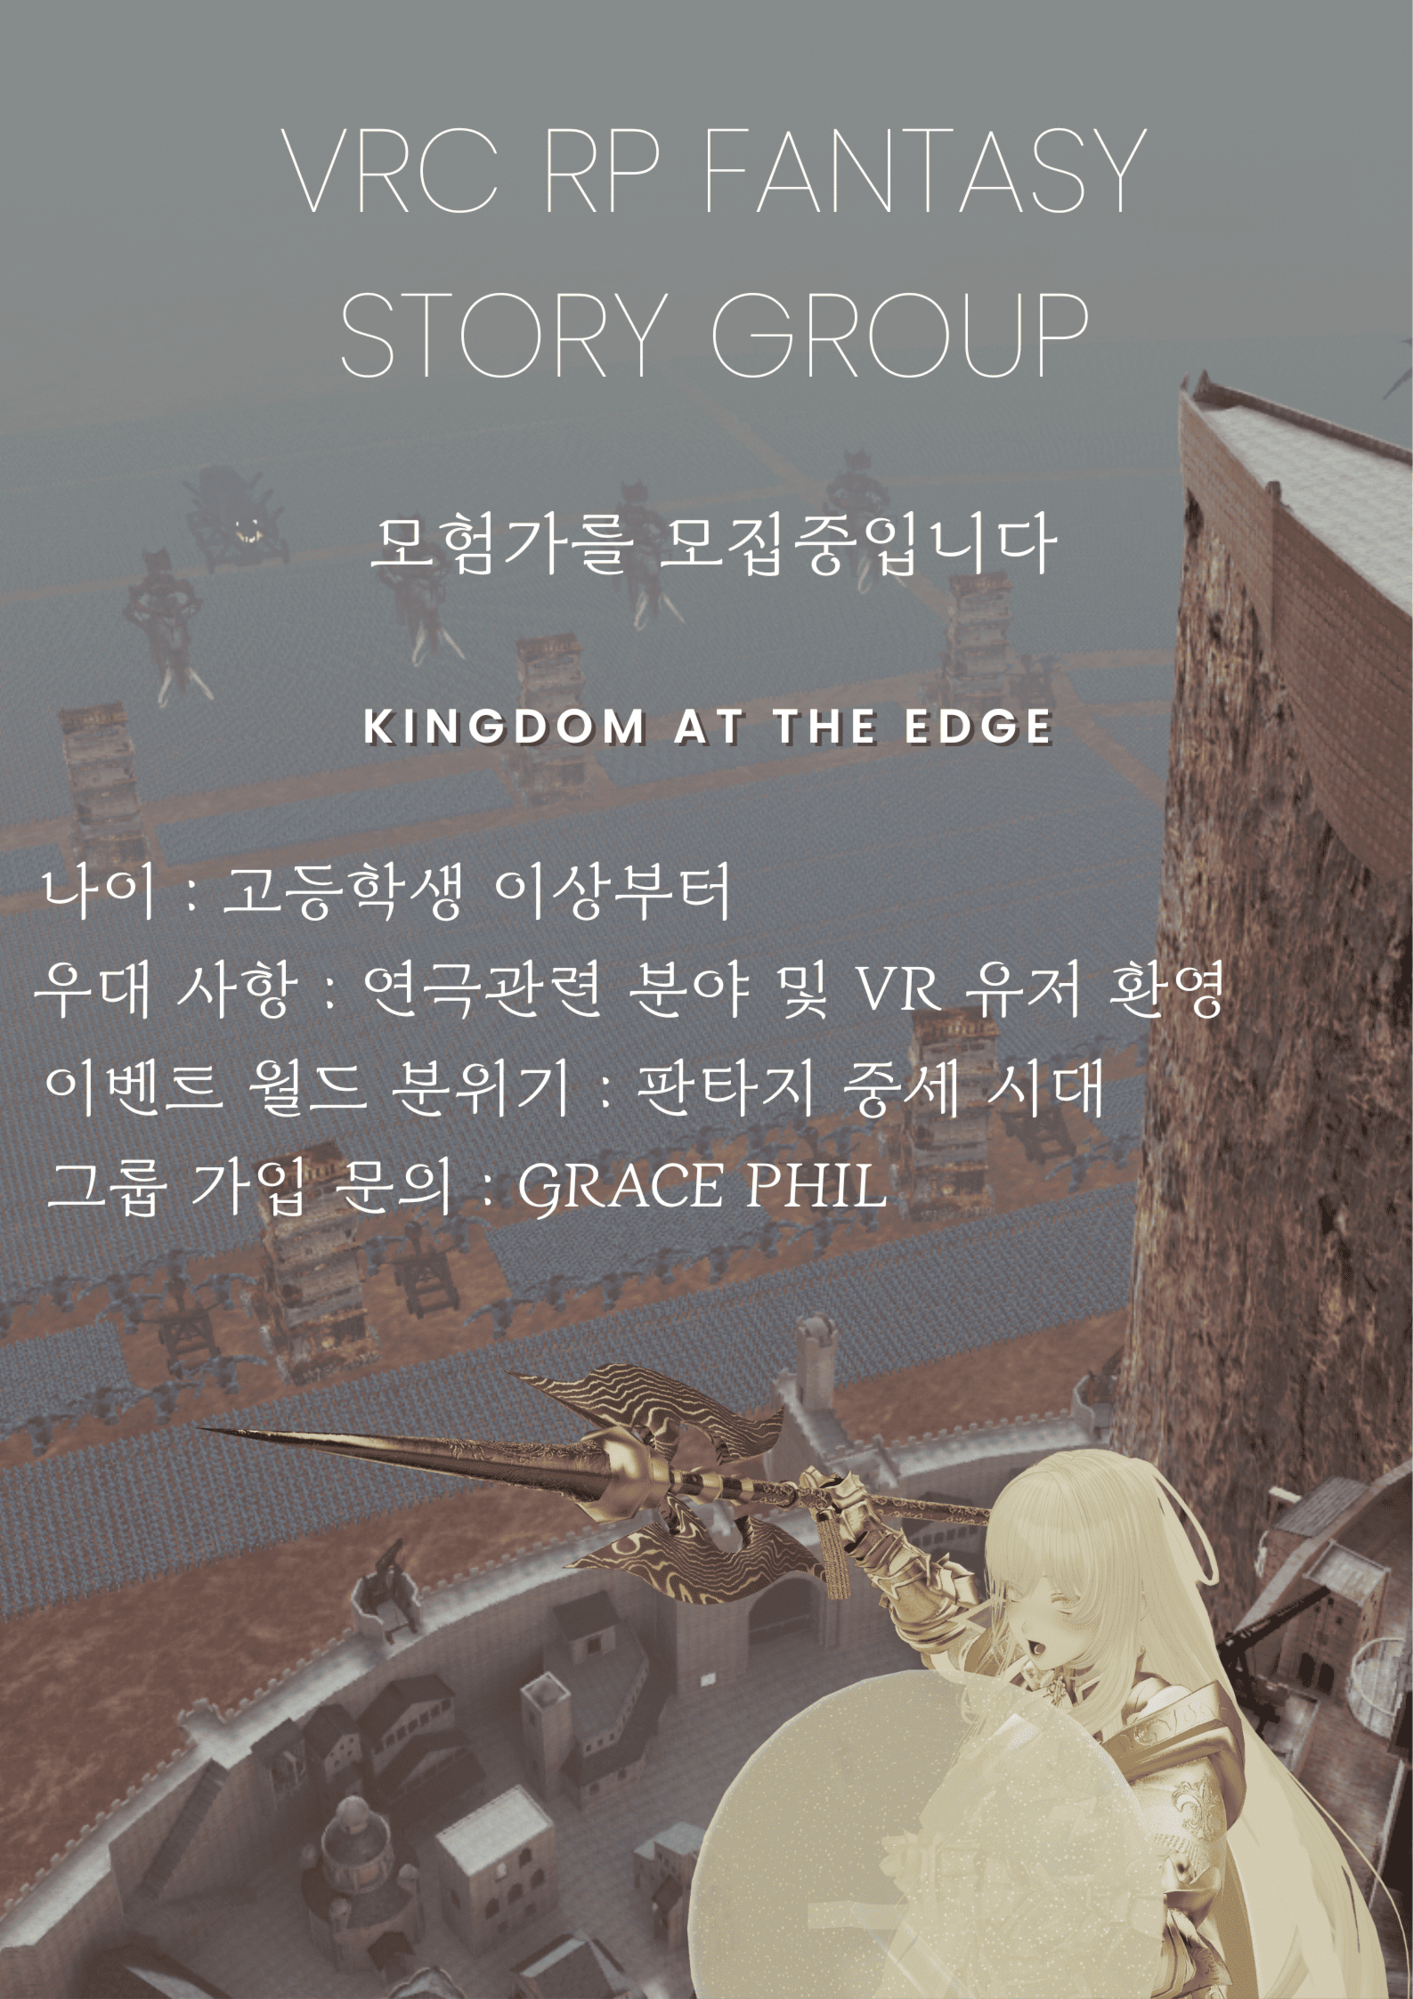 VRC RP FANTASY
STORY GROUP
모험가를 모집중입니다
KINGDOM AT THE EDGE
나이 : 고등학생 이상부터
우대 사항 : 연극관련 분야 및 VR 유저 환영
이벤트 월드 분위기 : 판타지 중세 시대
그룹 가입 문의 : GRACE PHIL